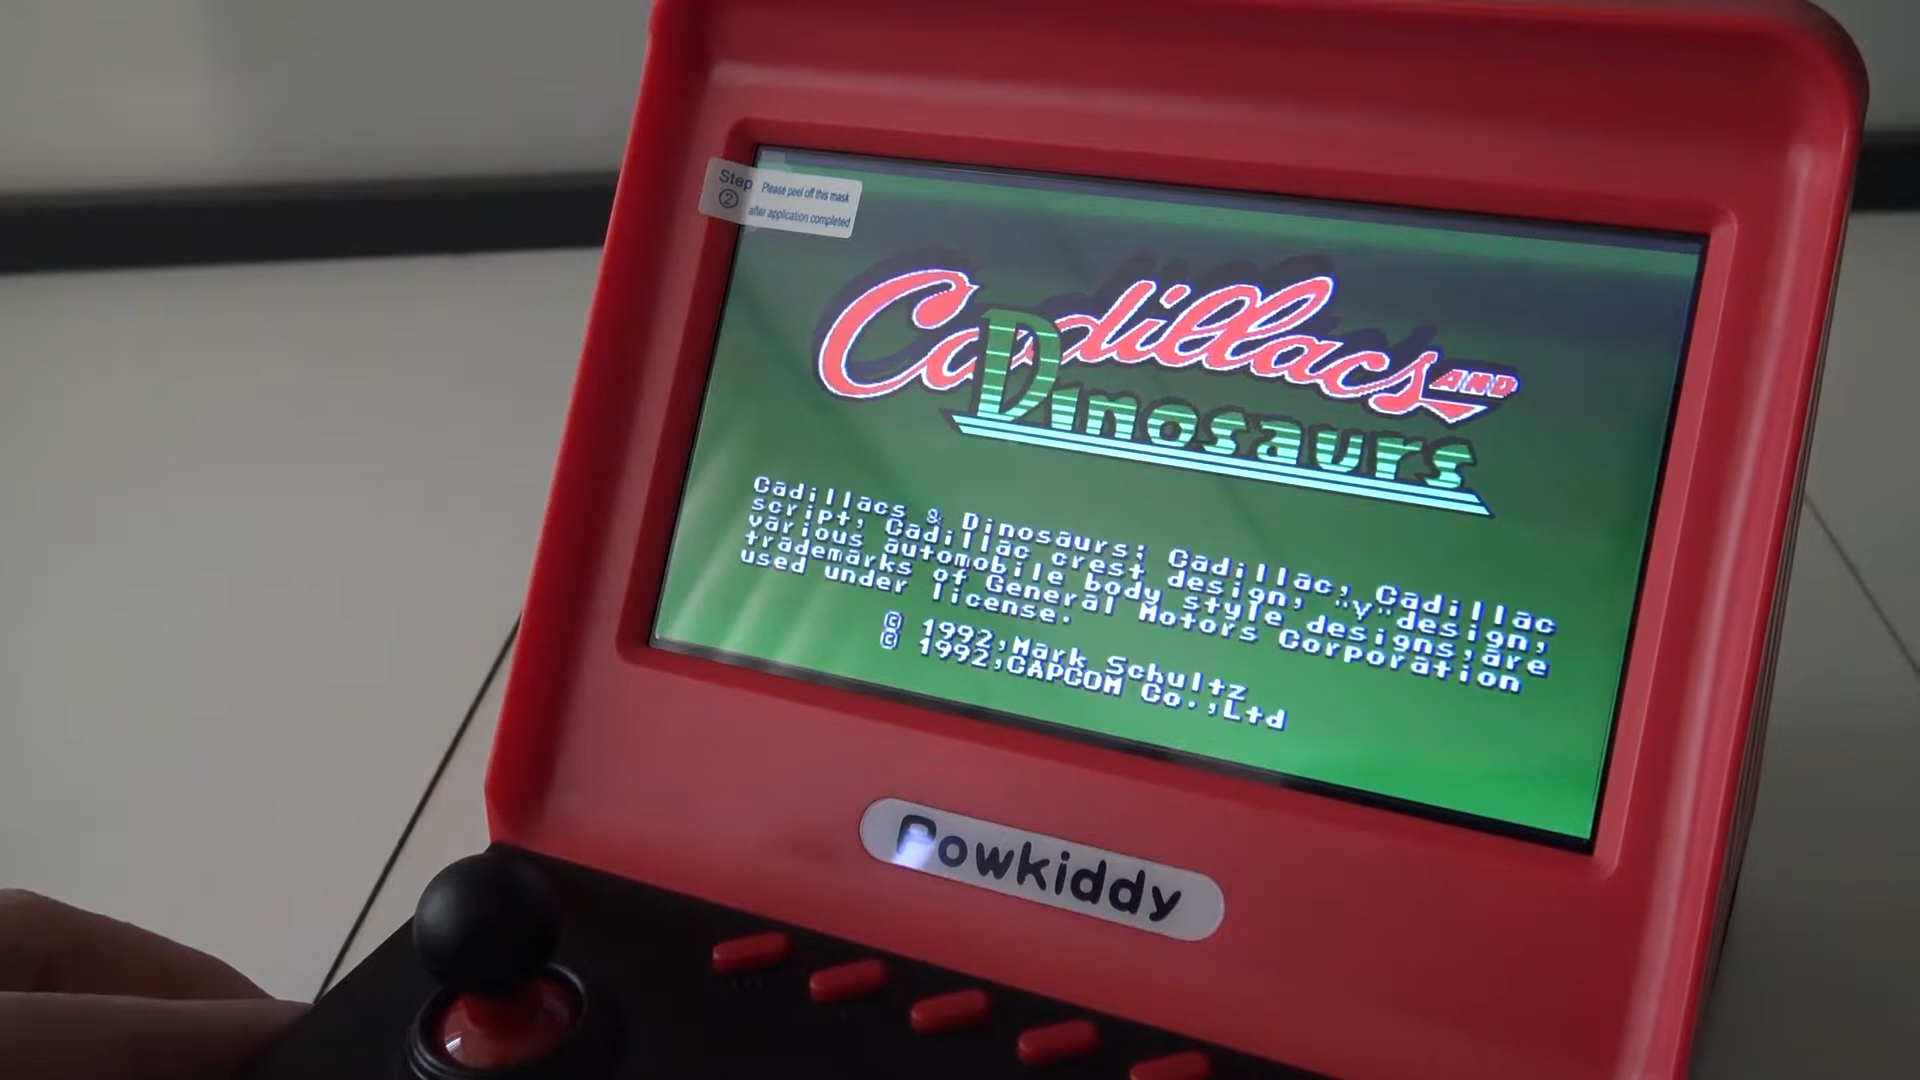 Step Please peel off this mask
② after application completed
Cadillacs AND
Dinosaurs
Cadillacs & Dinosaurs; Cadillac, Cadillac
script, Cadillac crest design, "V" design,
various automobile body style designs,are
trademarks of General Motors Corporation
used under license.
© 1992,Mark Schultz
© 1992,CAPCOM Co.,Ltd
Powkiddy